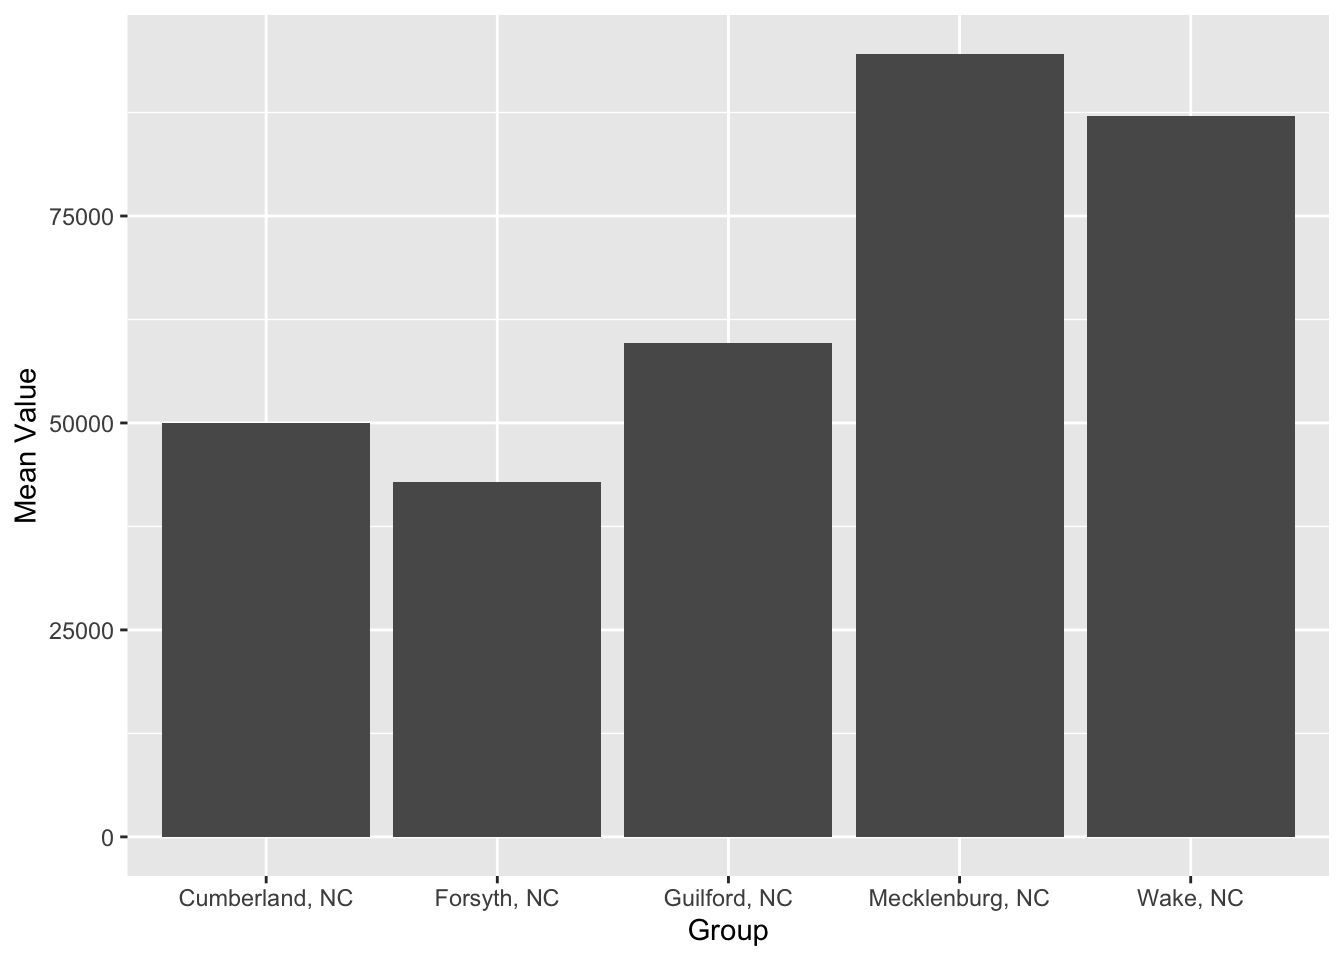 Mean Value
75000
50000
25000
0
Cumberland, NC
Forsyth, NC
Guilford, NC
Mecklenburg, NC
Wake, NC
Group